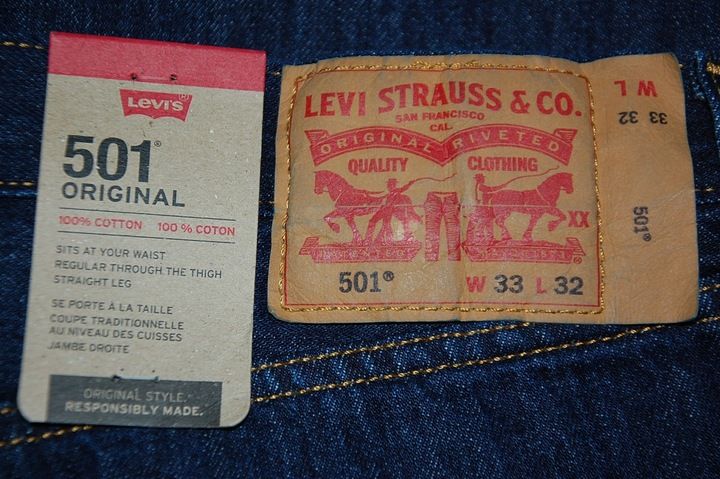 Levi's®
501®
ORIGINAL
100% COTTON 100 % COTON
SITS AT YOUR WAIST
REGULAR THROUGH THE THIGH
STRAIGHT LEG
SE PORTE À LA TAILLE
COUPE TRADITIONNELLE
AU NIVEAU DES CUISSES
JAMBE DROITE
ORIGINAL STYLE.
RESPONSIBLY MADE.
LEVI STRAUSS & CO.
SAN FRANCISCO
CAL.
ORIGINAL RIVETED
QUALITY CLOTHING
XX
501® W 33 L 32
W L
33 32
501®